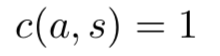 c(a, s) = 1